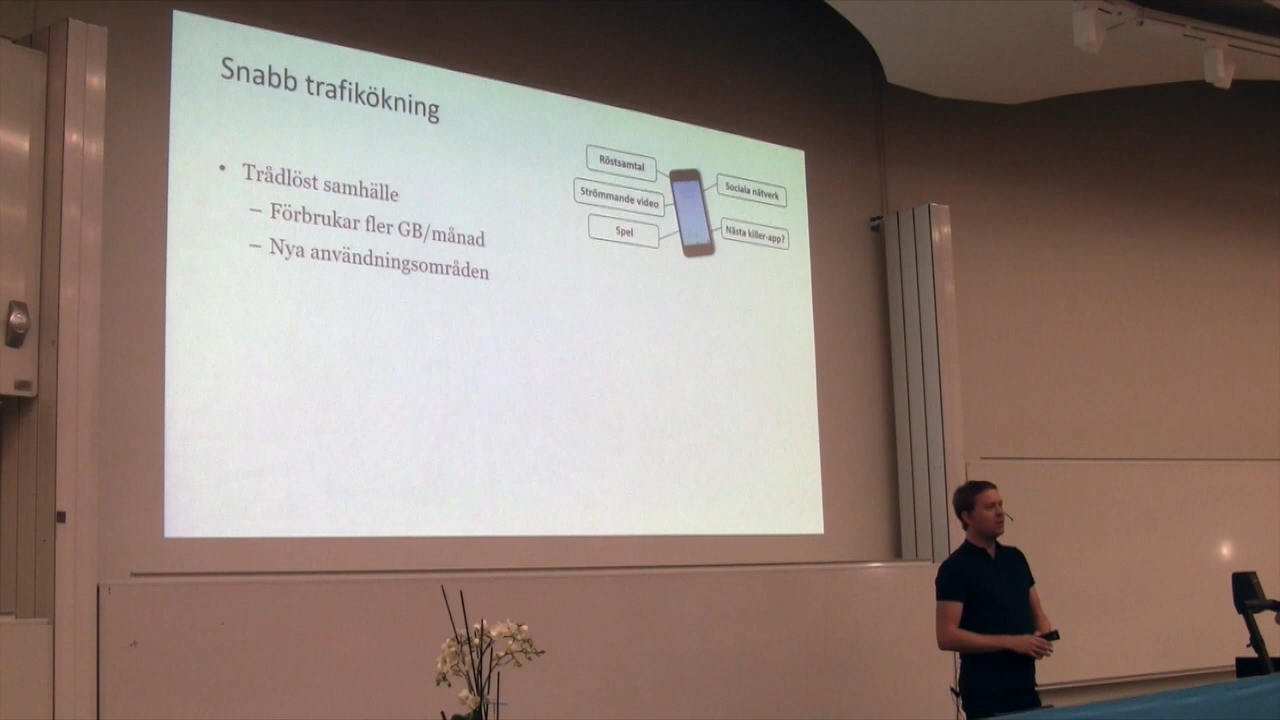 Snabb trafikökning
• Trådlöst samhälle
– Förbrukar fler GB/månad
– Nya användningsområden
Röstsamtal
Strömmande video
Spel
Sociala nätverk
Nästa killer-app?